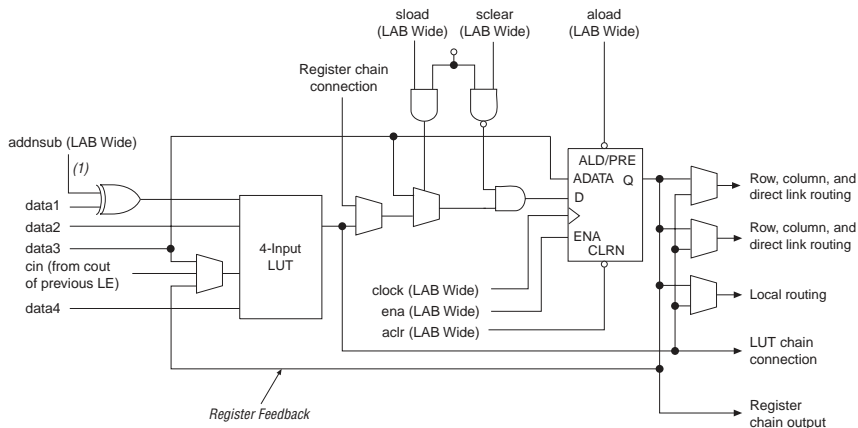 sload
(LAB Wide)
sclear
(LAB Wide)
aload
(LAB Wide)
Register chain
connection
addnsub (LAB Wide)
(1)
data1
data2
data3
cin (from cout
of previous LE)
data4
4-Input
LUT
ALD/PRE
ADATA Q
D
ENA
CLRN
clock (LAB Wide)
ena (LAB Wide)
aclr (LAB Wide)
Row, column, and
direct link routing
Row, column, and
direct link routing
Local routing
LUT chain
connection
Register
chain output
Register Feedback